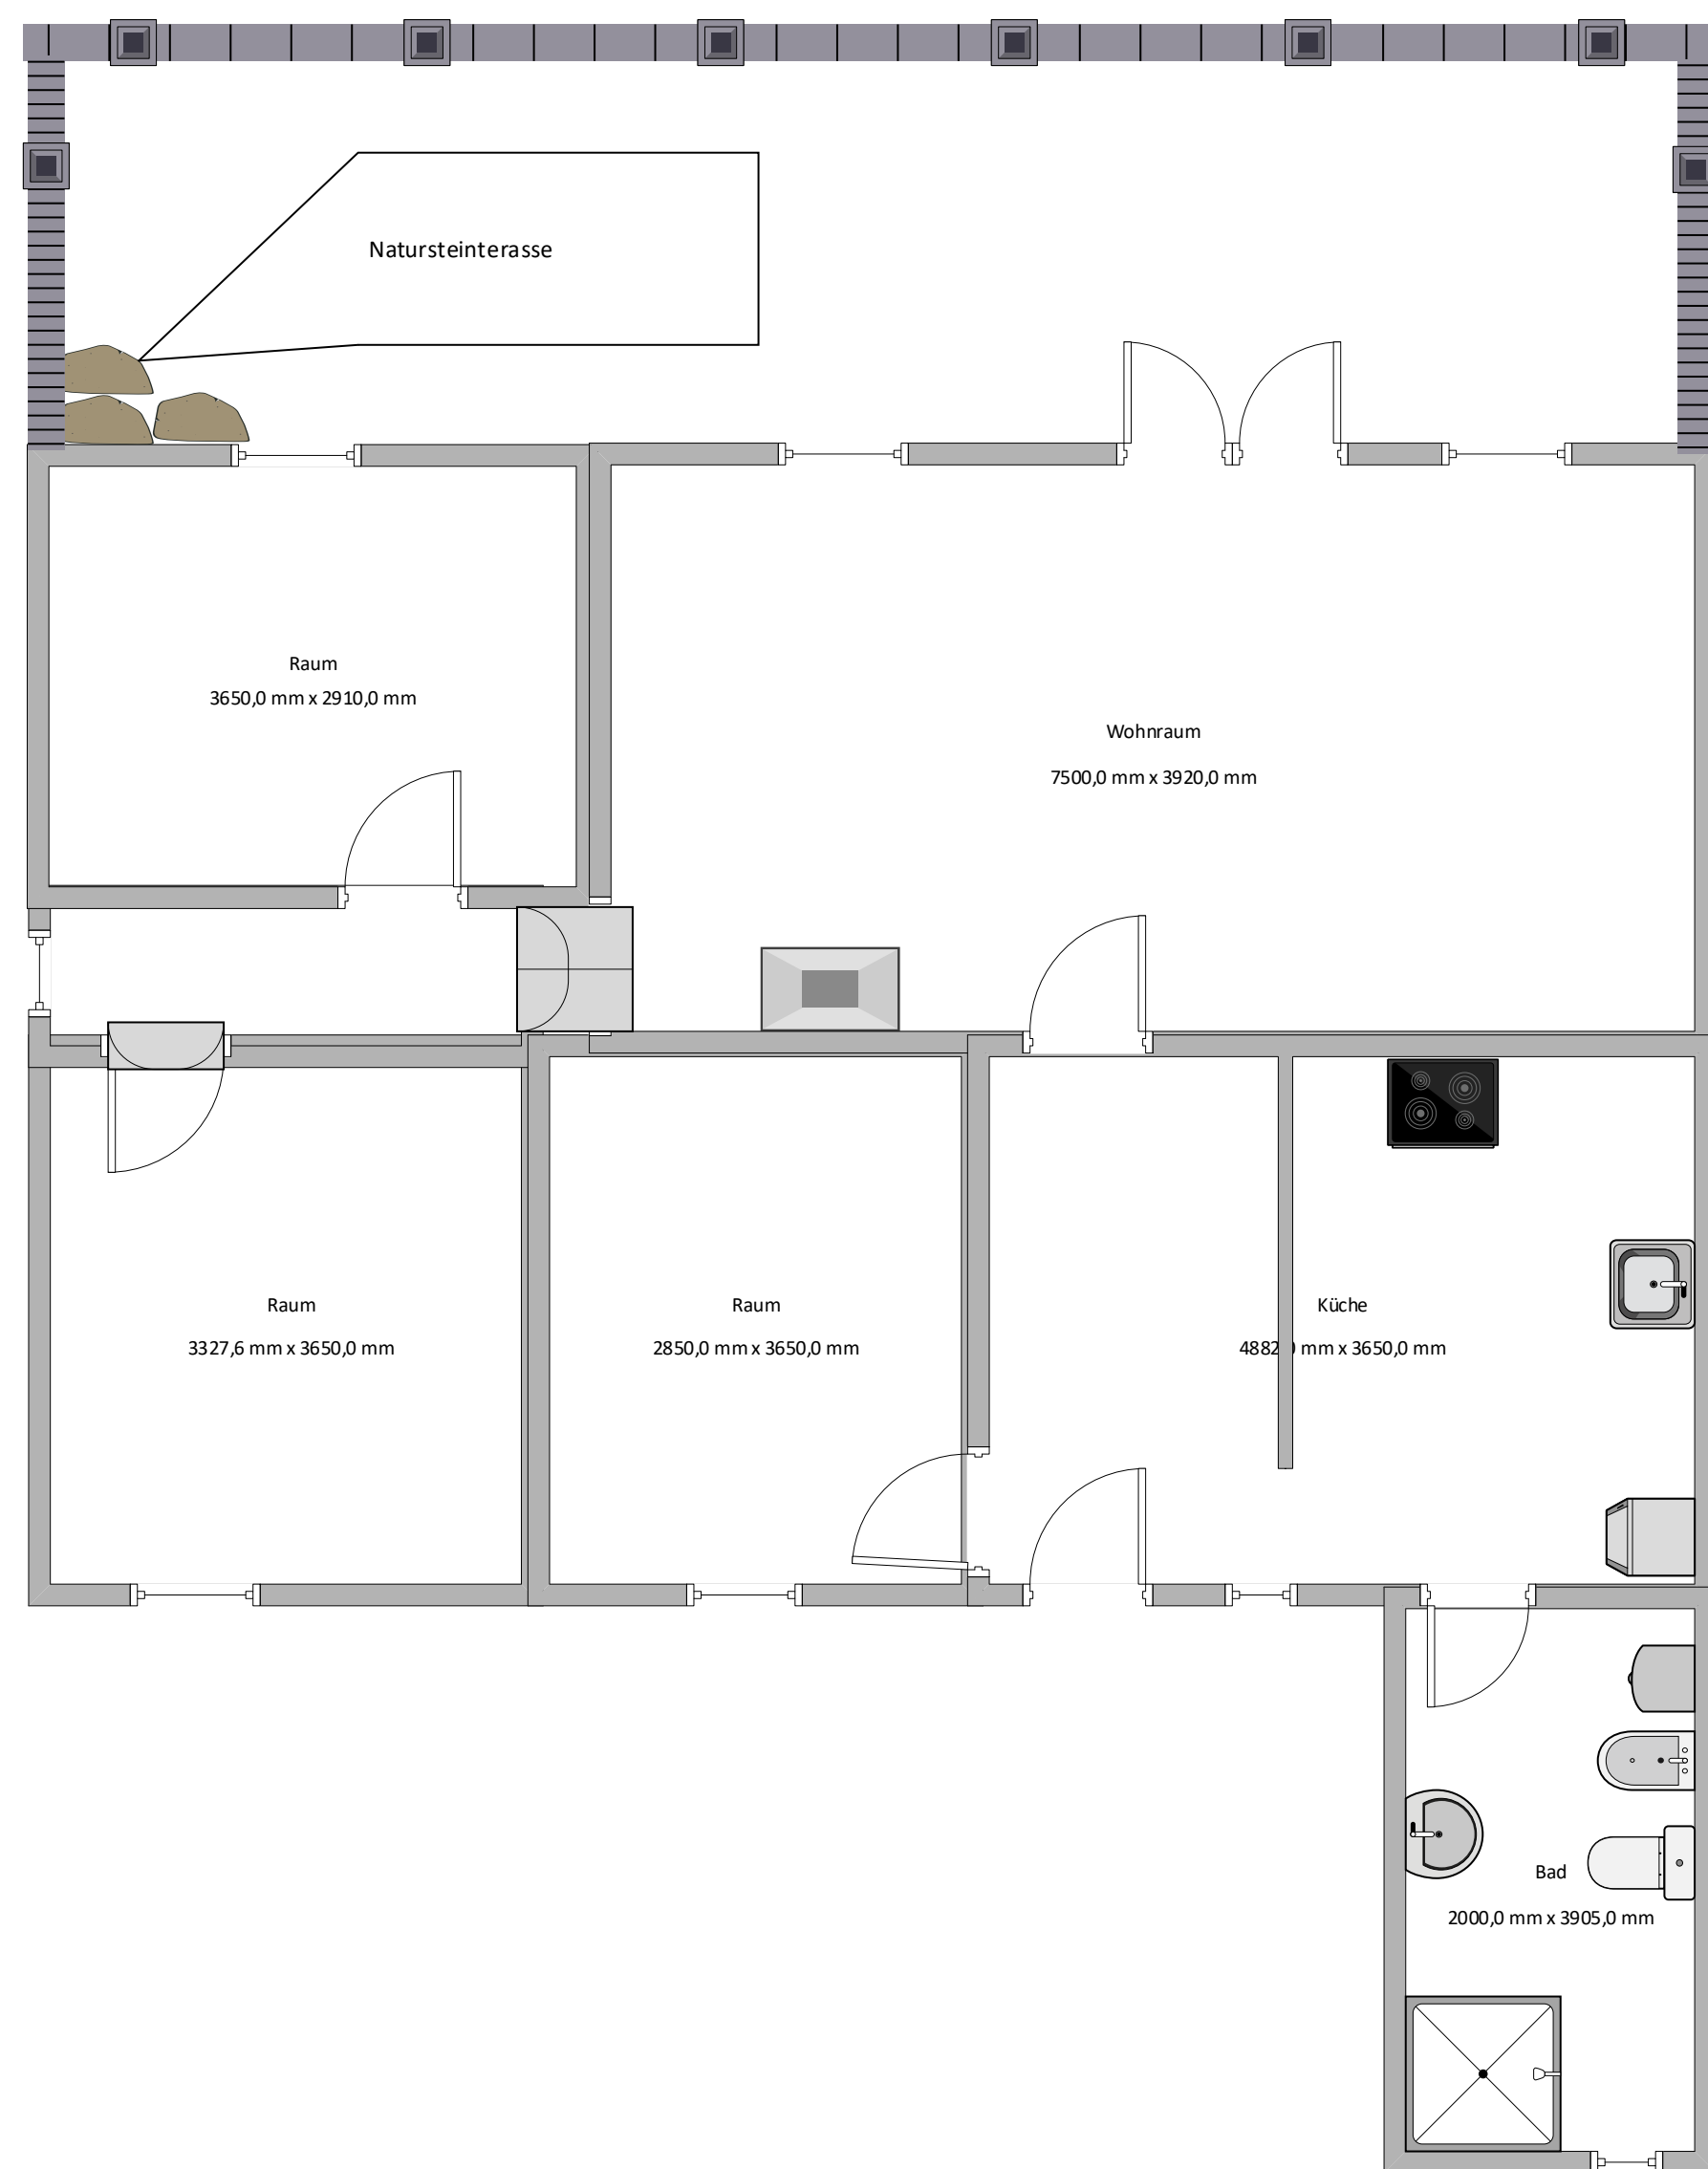 Natursteinterasse
Raum
3650,0 mm x 2910,0 mm
Wohnraum
7500,0 mm x 3920,0 mm
Raum
3327,6 mm x 3650,0 mm
Raum
2850,0 mm x 3650,0 mm
Küche
4882,0 mm x 3650,0 mm
Bad
2000,0 mm x 3905,0 mm